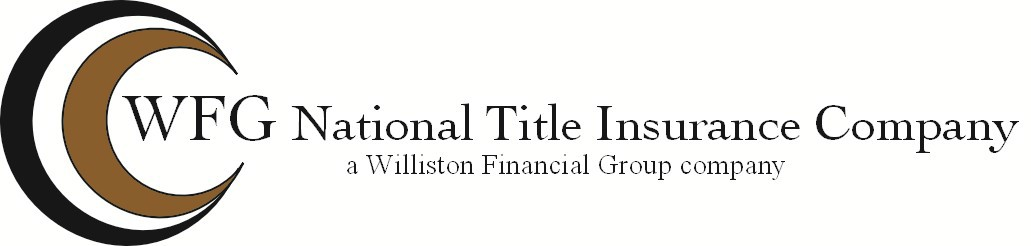 WFG National Title Insurance Company
a Williston Financial Group company